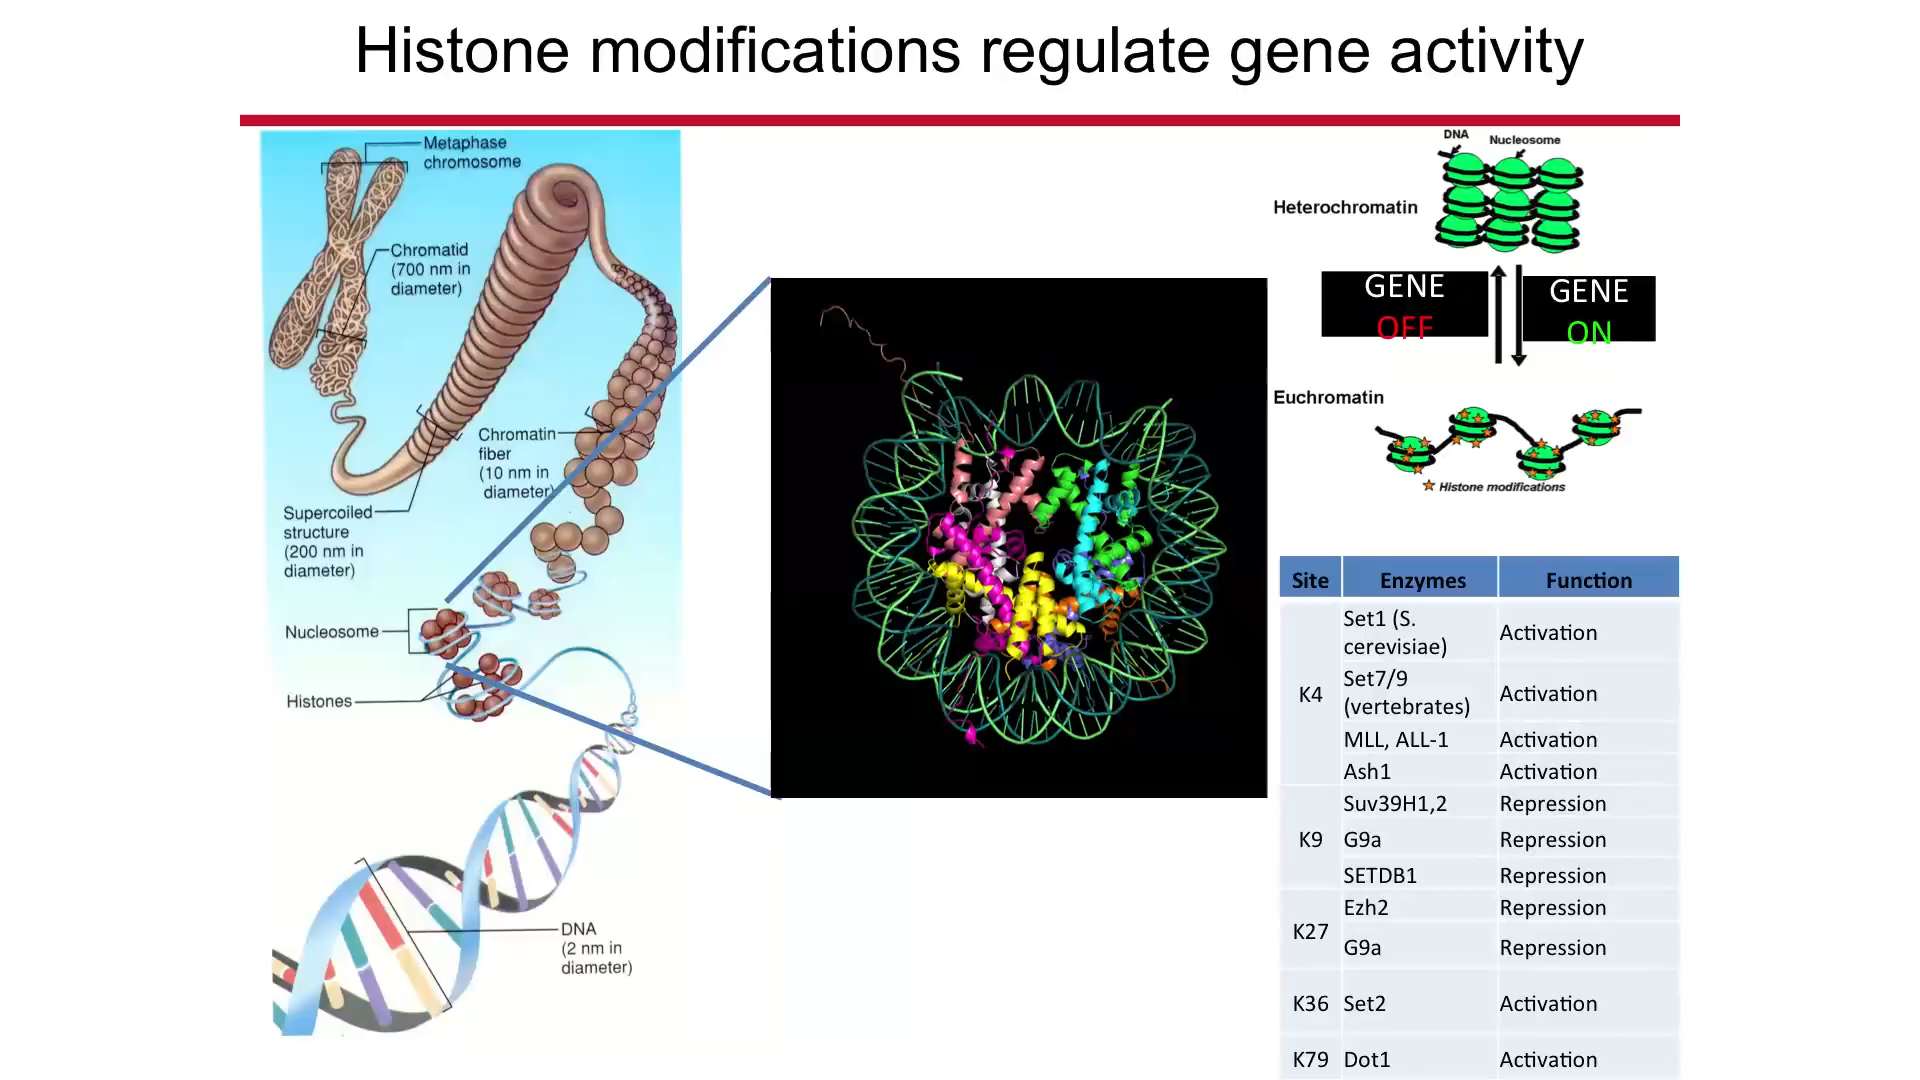 Histone modifications regulate gene activity
Metaphase
chromosome
Chromatid
(700 nm in
diameter)
Chromatin
fiber
(10 nm in
diameter)
Supercoiled
structure
(200 nm in
diameter)
Nucleosome
Histones
DNA
(2 nm in
diameter)
DNA
Nucleosome
Heterochromatin
GENE
OFF
GENE
ON
Euchromatin
Histone modifications
Site Enzymes Function
K4
Set1 (S.
cerevisiae)
Activation
Set7/9
(vertebrates)
Activation
MLL, ALL-1 Activation
Ash1 Activation
K9
Suv39H1,2 Repression
G9a Repression
SETDB1 Repression
K27
Ezh2 Repression
G9a Repression
K36 Set2 Activation
K79 Dot1 Activation